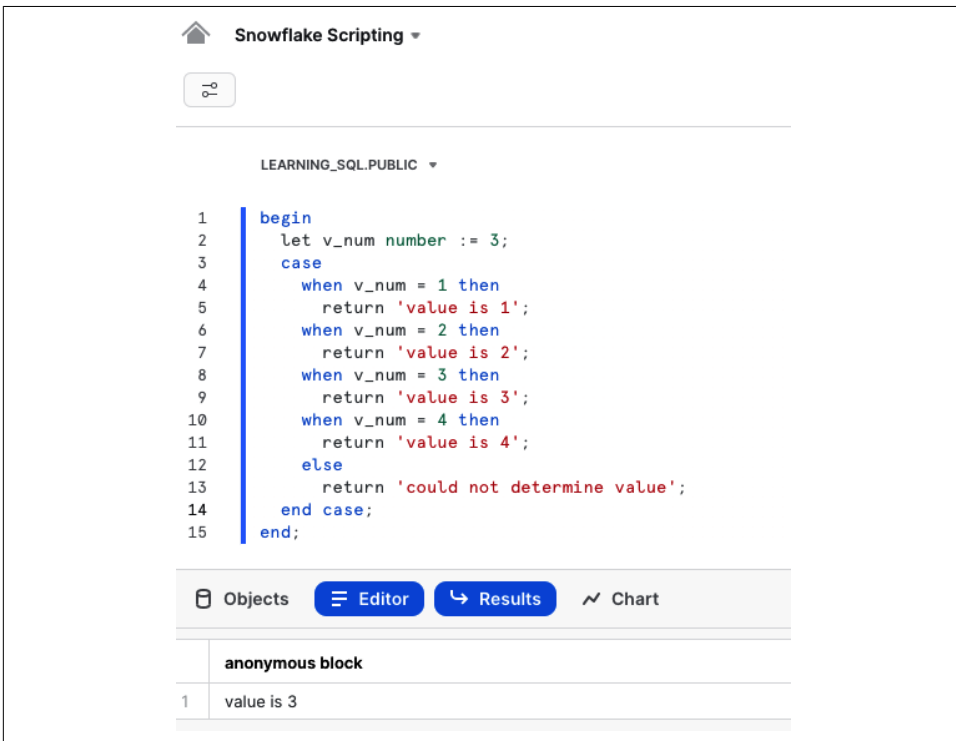 Snowflake Scripting
LEARNING_SQL.PUBLIC
1 begin
2 let v_num number := 3;
3 case
4 when v_num = 1 then
5 return 'value is 1';
6 when v_num = 2 then
7 return 'value is 2';
8 when v_num = 3 then
9 return 'value is 3';
10 when v_num = 4 then
11 return 'value is 4';
12 else
13 return 'could not determine value';
14 end case;
15 end;
Objects Editor Results Chart
anonymous block
1 value is 3